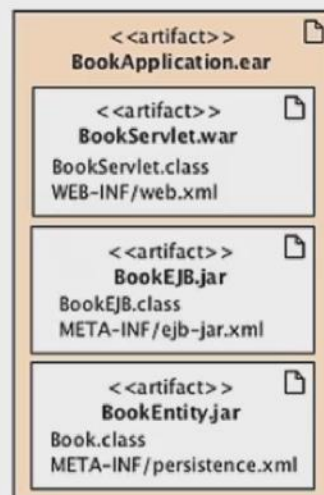 <<artifact>>
BookApplication.ear
<<artifact>>
BookServlet.war
BookServlet.class
WEB-INF/web.xml
<<artifact>>
BookEJB.jar
BookEJB.class
META-INF/ejb-jar.xml
<<artifact>>
BookEntity.jar
Book.class
META-INF/persistence.xml